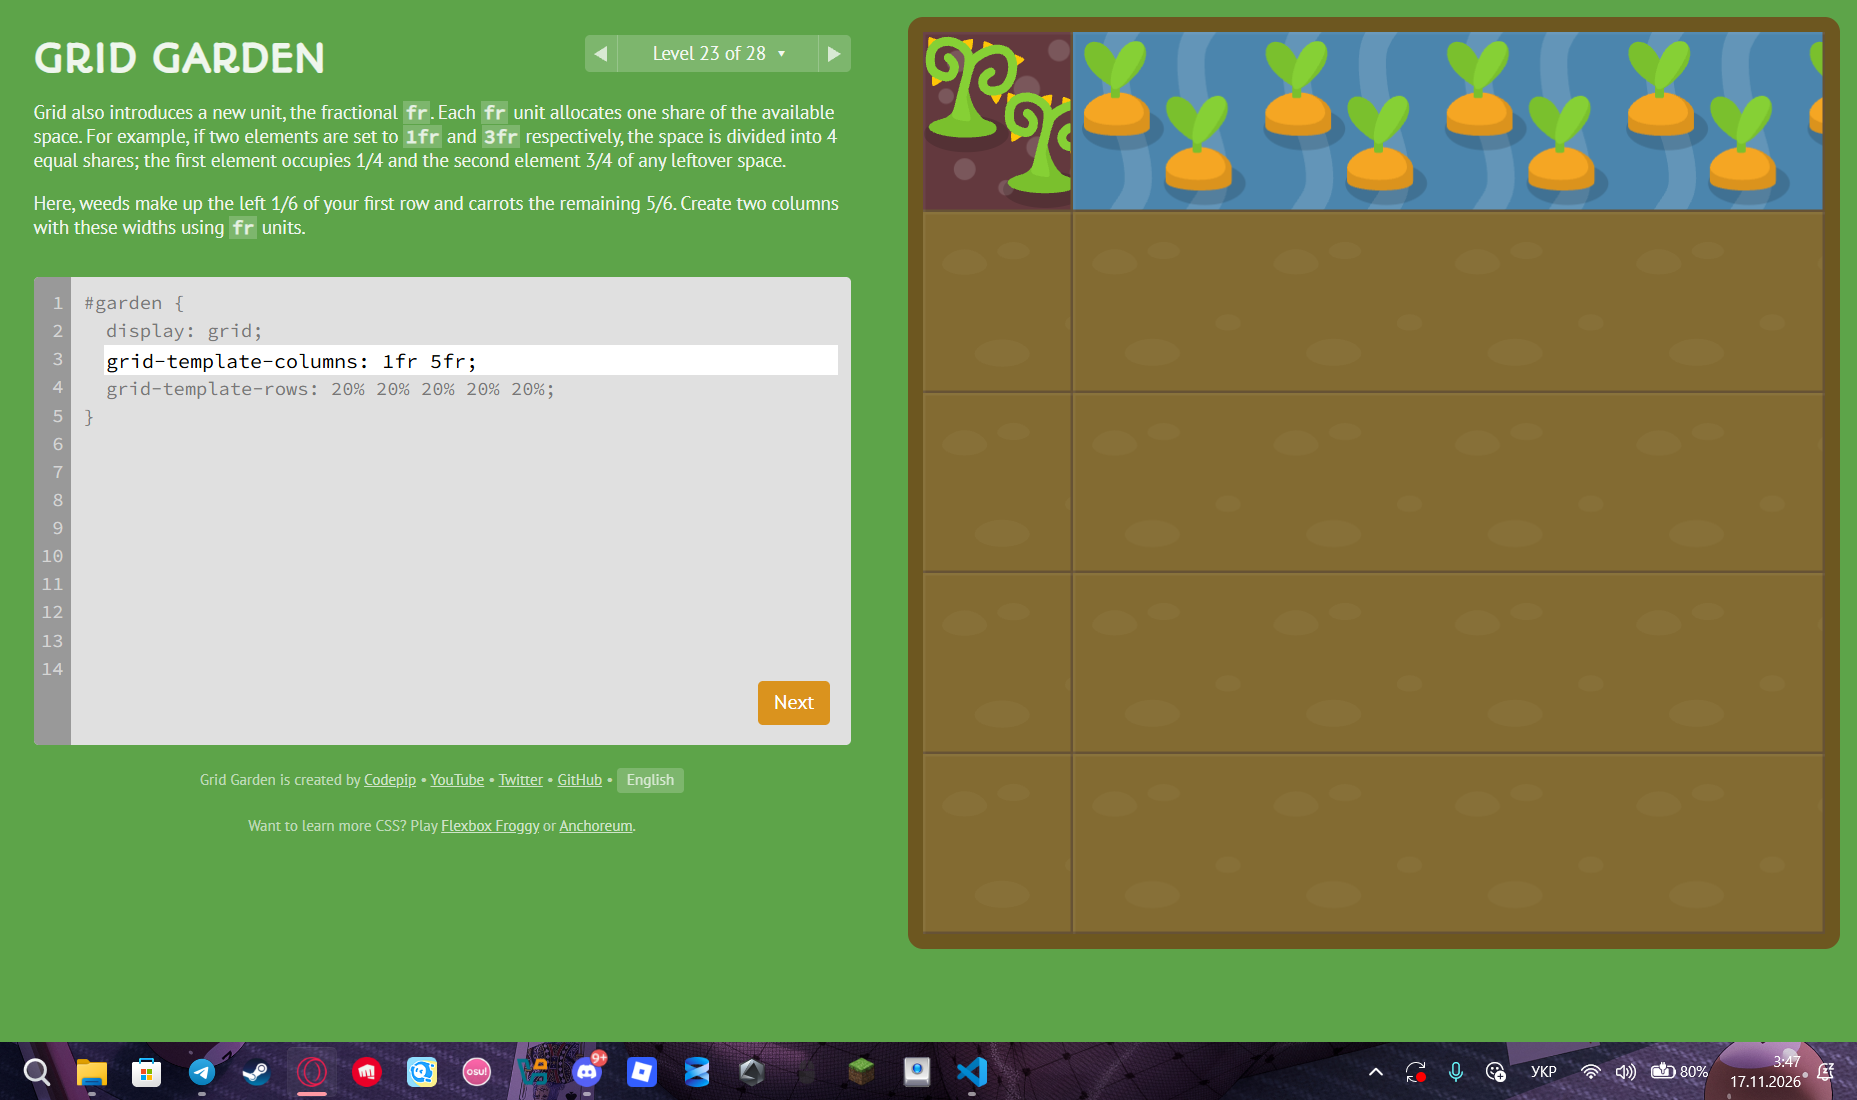 GRID GARDEN
◀ Level 23 of 28 ▾ ▶
Grid also introduces a new unit, the fractional fr. Each fr unit allocates one share of the available
space. For example, if two elements are set to 1fr and 3fr respectively, the space is divided into 4
equal shares; the first element occupies 1/4 and the second element 3/4 of any leftover space.
Here, weeds make up the left 1/6 of your first row and carrots the remaining 5/6. Create two columns
with these widths using fr units.
1 #garden {
2 display: grid;
3 grid-template-columns: 1fr 5fr;
4 grid-template-rows: 20% 20% 20% 20% 20%;
5 }
6
7
8
9
10
11
12
13
14
Next
Grid Garden is created by Codepip • YouTube • Twitter • GitHub • English
Want to learn more CSS? Play Flexbox Froggy or Anchoreum.
osu!
9+
УКР
80%
3:47
17.11.2026